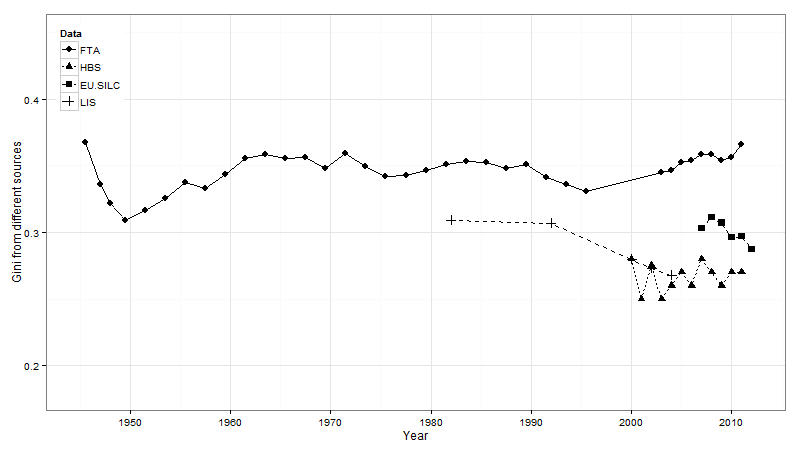 Data
FTA
HBS
EU.SILC
LIS
Gini from different sources
0.4
0.3
0.2
1950 1960 1970 1980 1990 2000 2010
Year